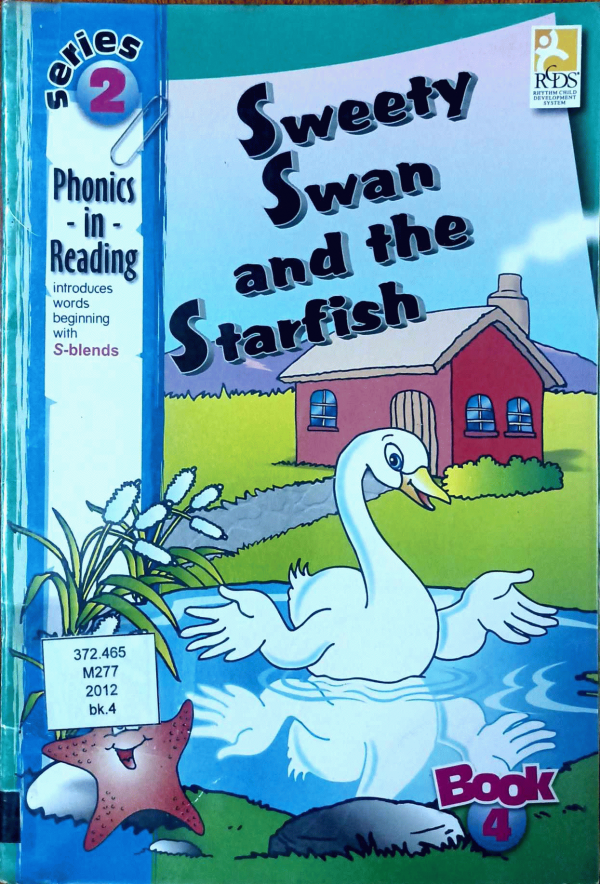 series
2
Phonics
- in -
Reading
introduces
words
beginning
with
S-blends
Sweety
Swan
and the
Starfish
RCDS®
RHYTHM CHILD
DEVELOPMENT
SYSTEM
372.465
M277
2012
bk.4
Book
4